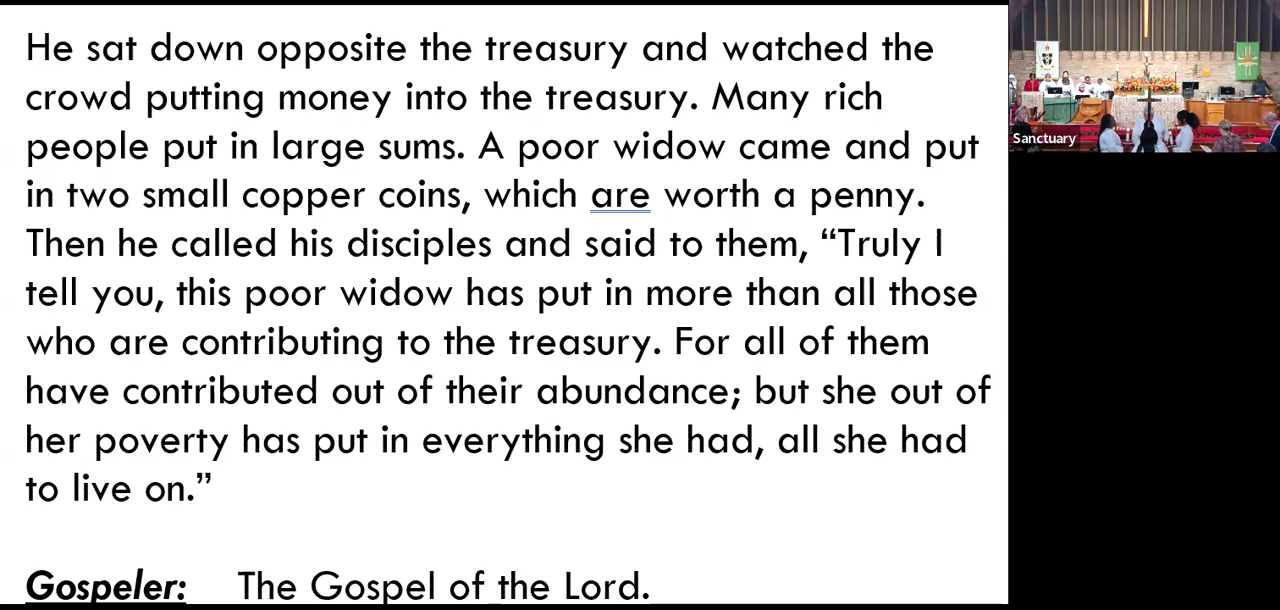 He sat down opposite the treasury and watched the
crowd putting money into the treasury. Many rich
people put in large sums. A poor widow came and put
in two small copper coins, which are worth a penny.
Then he called his disciples and said to them, “Truly I
tell you, this poor widow has put in more than all those
who are contributing to the treasury. For all of them
have contributed out of their abundance; but she out of
her poverty has put in everything she had, all she had
to live on.”
Gospeler: The Gospel of the Lord.
Sanctuary